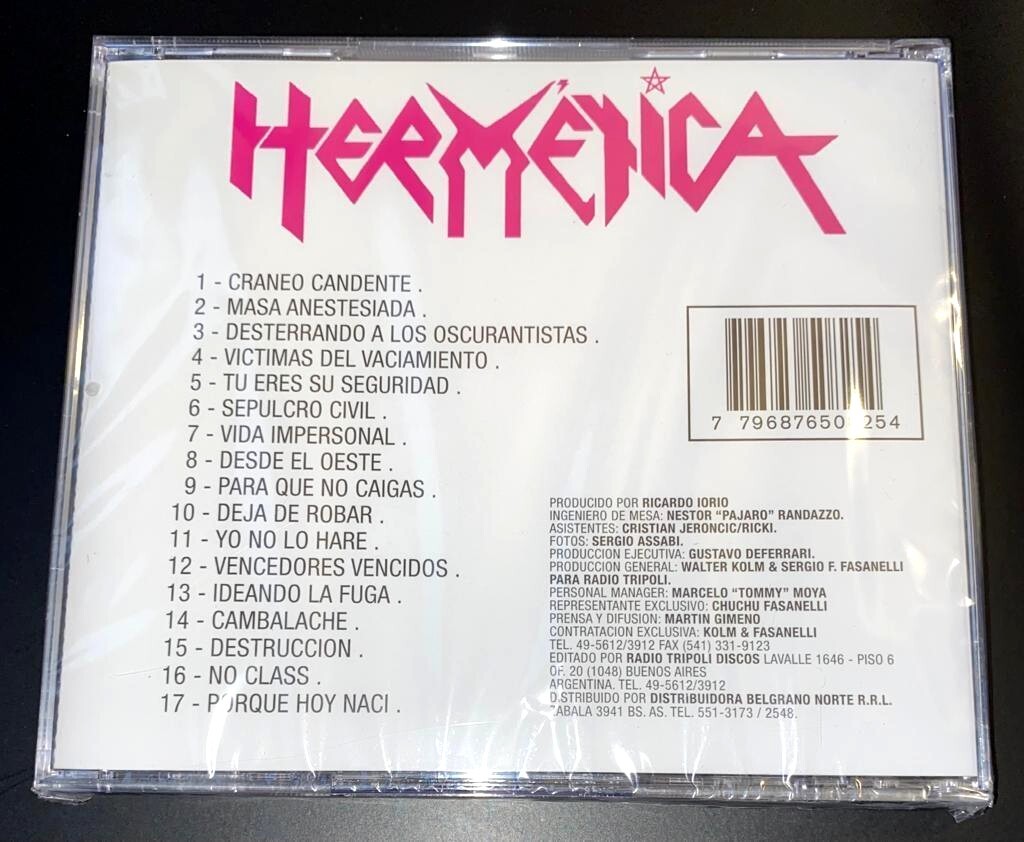 HERMÉTICA
1 - CRANEO CANDENTE .
2 - MASA ANESTESIADA .
3 - DESTERRANDO A LOS OSCURANTISTAS .
4 - VICTIMAS DEL VACIAMIENTO .
5 - TU ERES SU SEGURIDAD .
6 - SEPULCRO CIVIL .
7 - VIDA IMPERSONAL .
8 - DESDE EL OESTE .
9 - PARA QUE NO CAIGAS .
10 - DEJA DE ROBAR .
11 - YO NO LO HARE .
12 - VENCEDORES VENCIDOS .
13 - IDEANDO LA FUGA .
14 - CAMBALACHE .
15 - DESTRUCCION .
16 - NO CLASS .
17 - PORQUE HOY NACI .
7 79687650 254
PRODUCIDO POR RICARDO IORIO
INGENIERO DE MESA: NESTOR “PAJARO” RANDAZZO.
ASISTENTES: CRISTIAN JERONCIC/RICKI.
FOTOS: SERGIO ASSABI.
PRODUCCION EJECUTIVA: GUSTAVO DEFERRARI.
PRODUCCION GENERAL: WALTER KOLM & SERGIO F. FASANELLI
PARA RADIO TRIPOLI.
PERSONAL MANAGER: MARCELO “TOMMY” MOYA
REPRESENTANTE EXCLUSIVO: CHUCHU FASANELLI
PRENSA Y DIFUSION: MARTIN GIMENO
CONTRATACION EXCLUSIVA: KOLM & FASANELLI
TEL. 49-5612/3912 FAX (541) 331-9123
EDITADO POR RADIO TRIPOLI DISCOS LAVALLE 1646 - PISO 6
OF. 20 (1048) BUENOS AIRES
ARGENTINA. TEL. 49-5612/3912
DISTRIBUIDO POR DISTRIBUIDORA BELGRANO NORTE R.R.L.
ZABALA 3941 BS. AS. TEL. 551-3173 / 2548.